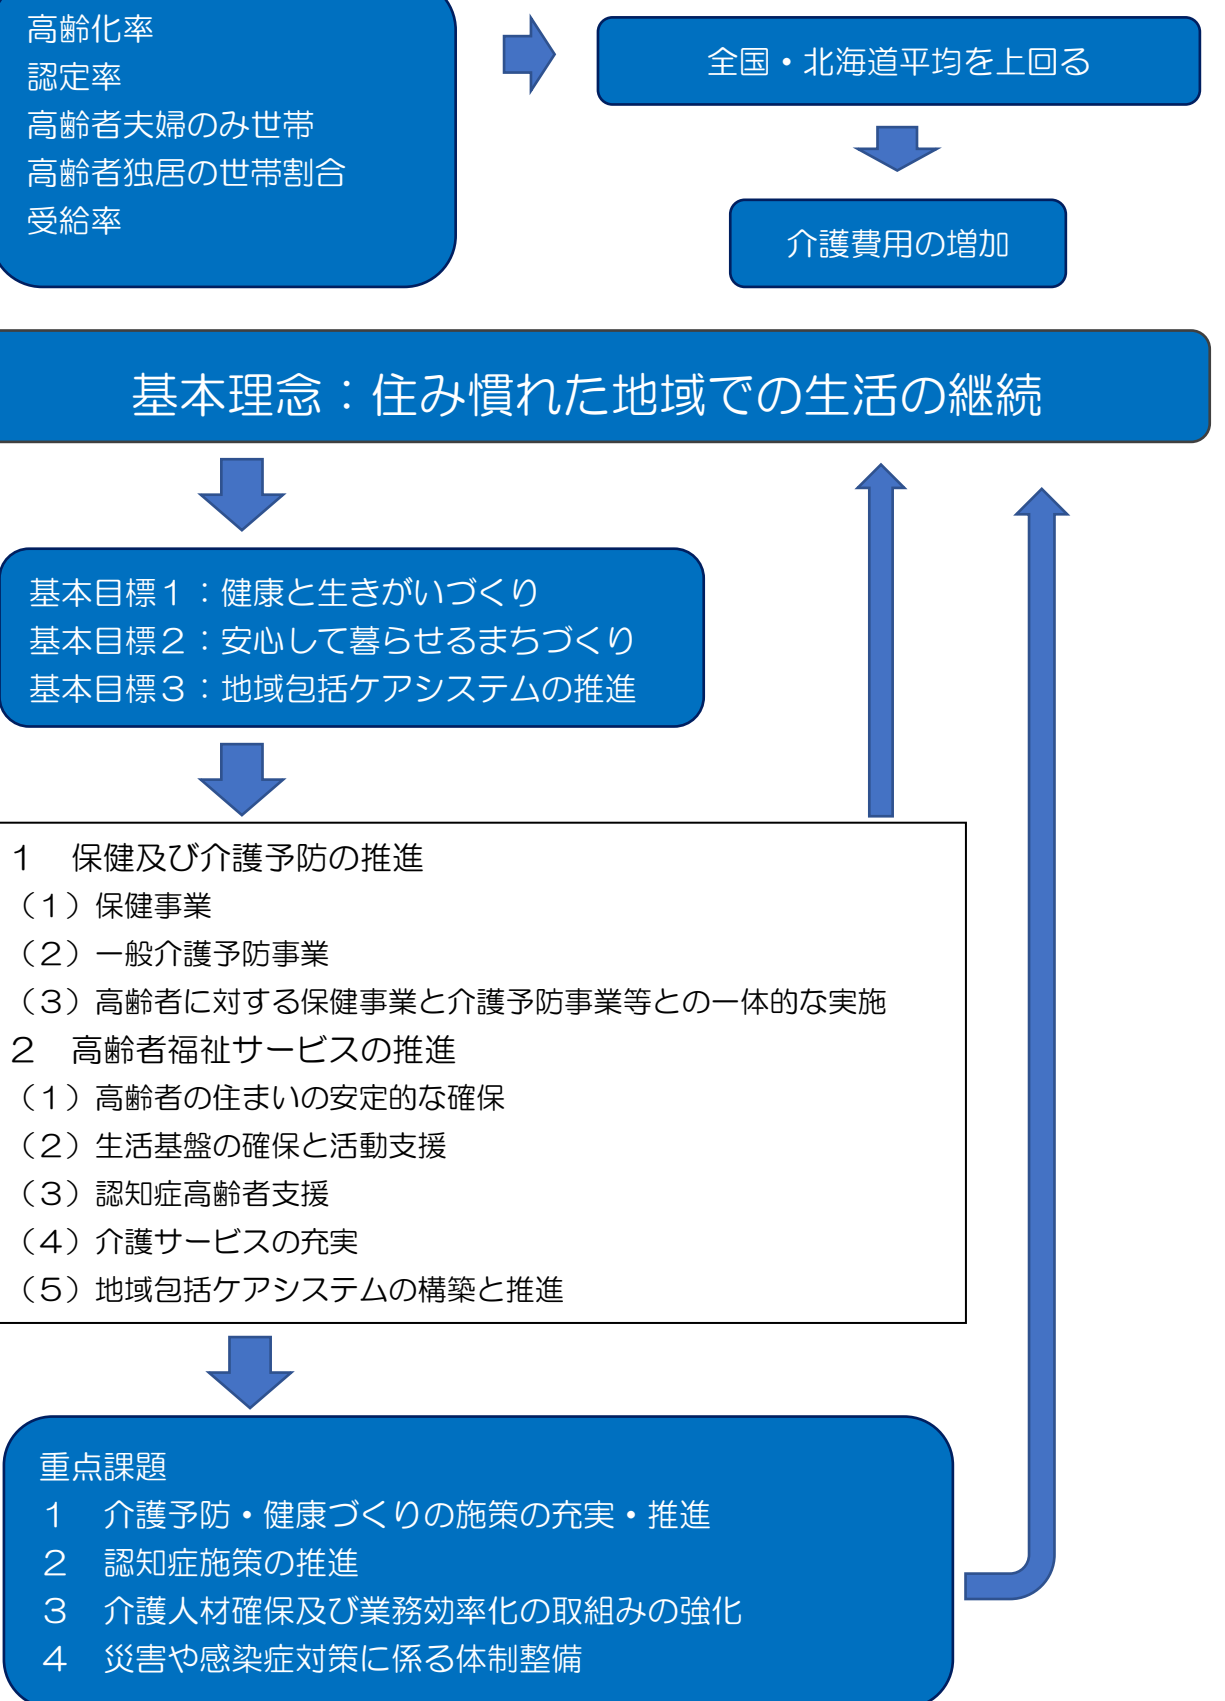 高齢化率
認定率
高齢者夫婦のみ世帯
高齢者独居の世帯割合
受給率
全国・北海道平均を上回る
介護費用の増加
基本理念：住み慣れた地域での生活の継続
基本目標１：健康と生きがいづくり
基本目標２：安心して暮らせるまちづくり
基本目標３：地域包括ケアシステムの推進
１　保健及び介護予防の推進
（１）保健事業
（２）一般介護予防事業
（３）高齢者に対する保健事業と介護予防事業等との一体的な実施
２　高齢者福祉サービスの推進
（１）高齢者の住まいの安定的な確保
（２）生活基盤の確保と活動支援
（３）認知症高齢者支援
（４）介護サービスの充実
（５）地域包括ケアシステムの構築と推進
重点課題
１　介護予防・健康づくりの施策の充実・推進
２　認知症施策の推進
３　介護人材確保及び業務効率化の取組みの強化
４　災害や感染症対策に係る体制整備